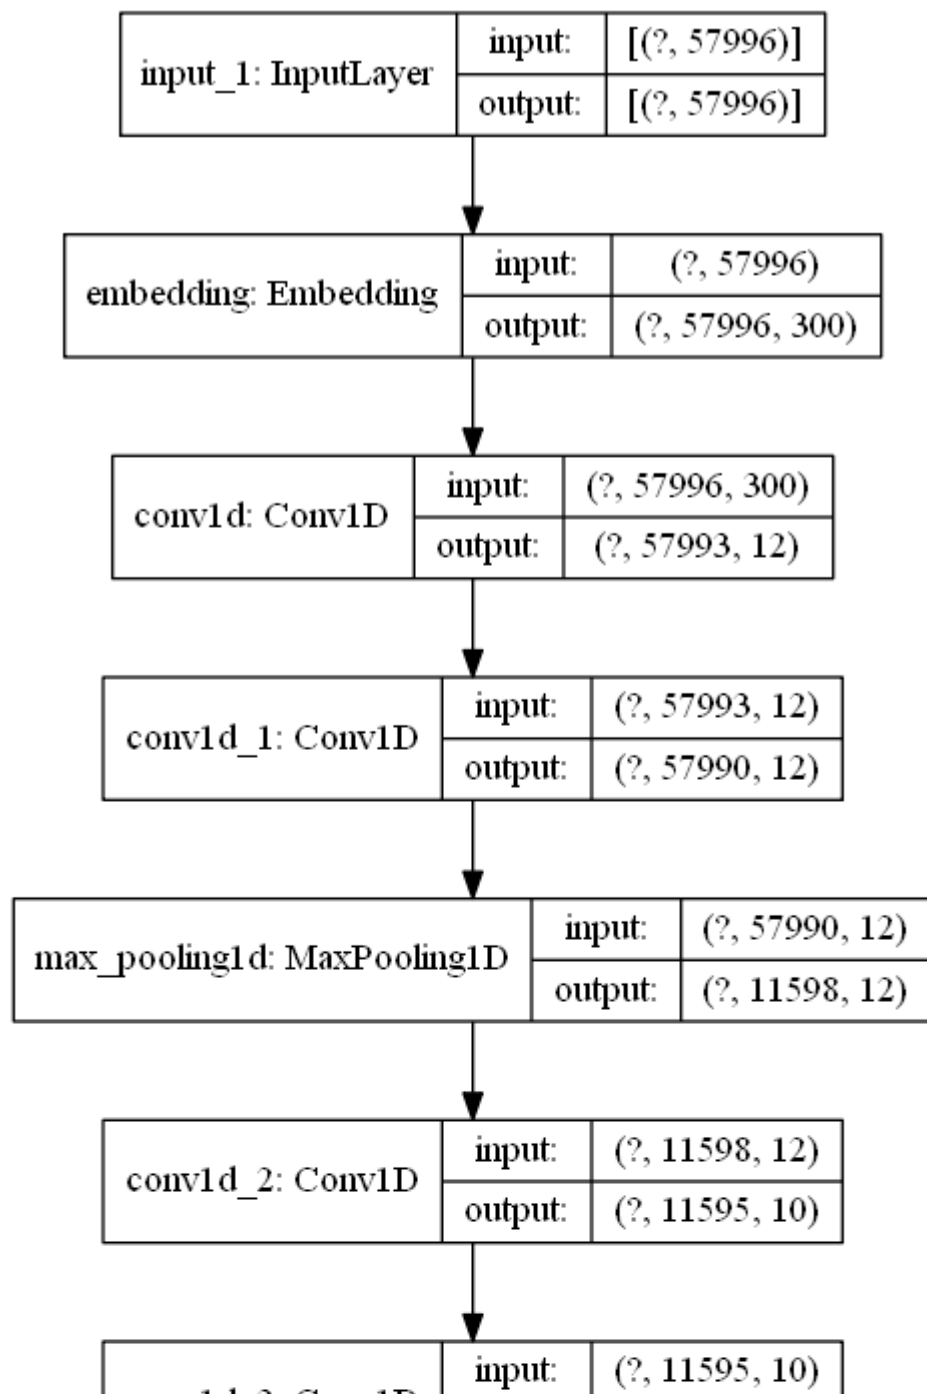 input_1: InputLayer
input: [(?, 57996)]
output: [(?, 57996)]
embedding: Embedding
input: (?, 57996)
output: (?, 57996, 300)
conv1d: Conv1D
input: (?, 57996, 300)
output: (?, 57993, 12)
conv1d_1: Conv1D
input: (?, 57993, 12)
output: (?, 57990, 12)
max_pooling1d: MaxPooling1D
input: (?, 57990, 12)
output: (?, 11598, 12)
conv1d_2: Conv1D
input: (?, 11598, 12)
output: (?, 11595, 10)
input: (?, 11595, 10)